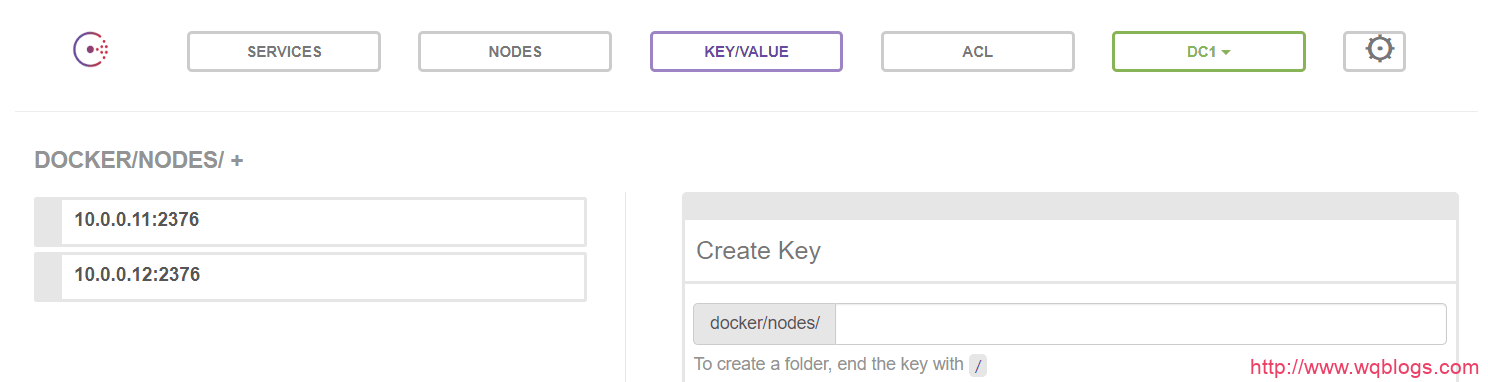 SERVICES NODES KEY/VALUE ACL DC1
DOCKER/NODES/ +
10.0.0.11:2376
10.0.0.12:2376
Create Key
docker/nodes/
To create a folder, end the key with /
http://www.wqblogs.com